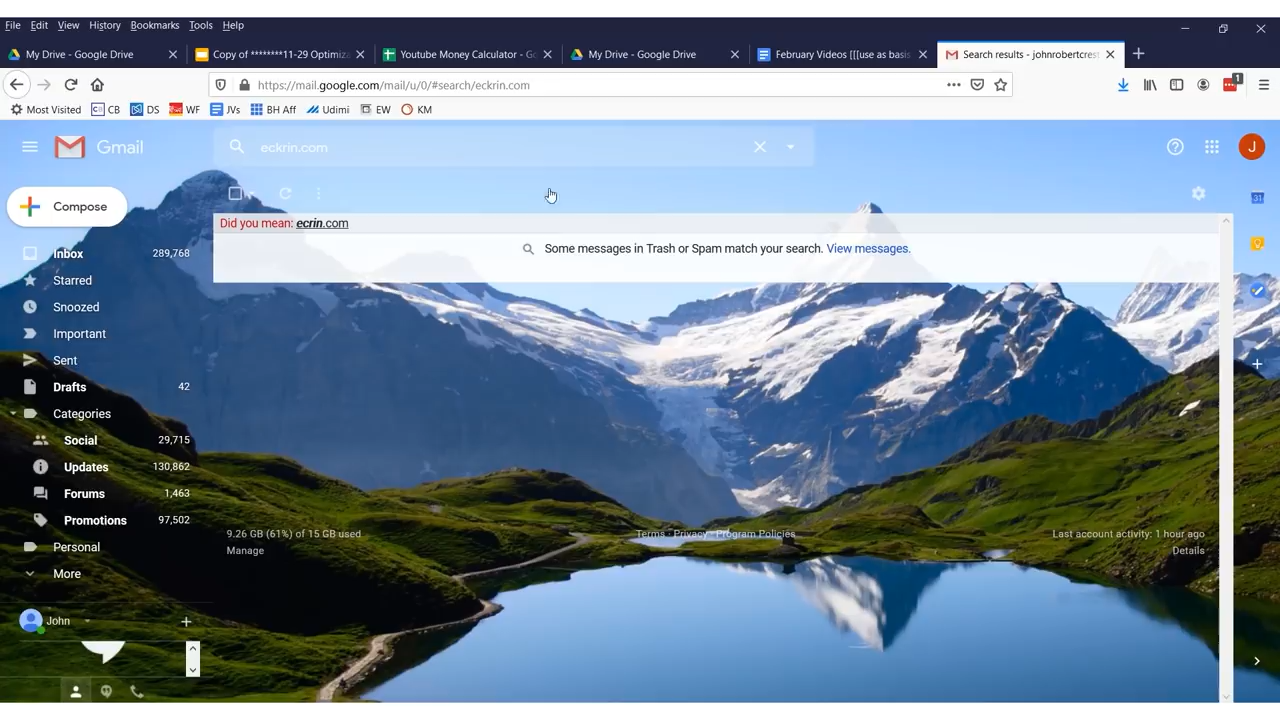 File Edit View History Bookmarks Tools Help
My Drive - Google Drive Copy of ********11-29 Optimiz Youtube Money Calculator - Go My Drive - Google Drive February Videos [[[use as basis Search results - johnrobertcrest
https://mail.google.com/mail/u/0/#search/eckrin.com
1
Most Visited CB DS WF JVs BH Aff Udimi EW KM
Gmail
eckrin.com
J
Compose
31
Did you mean: ecrin.com
Some messages in Trash or Spam match your search. View messages.
Inbox 289,768
Starred
Snoozed
Important
Sent
Drafts 42
Categories
Social 29,715
Updates 130,862
Forums 1,463
Promotions 97,502
Personal
More
9.26 GB (61%) of 15 GB used
Manage
Terms · Privacy · Program Policies
Last account activity: 1 hour ago
Details
John